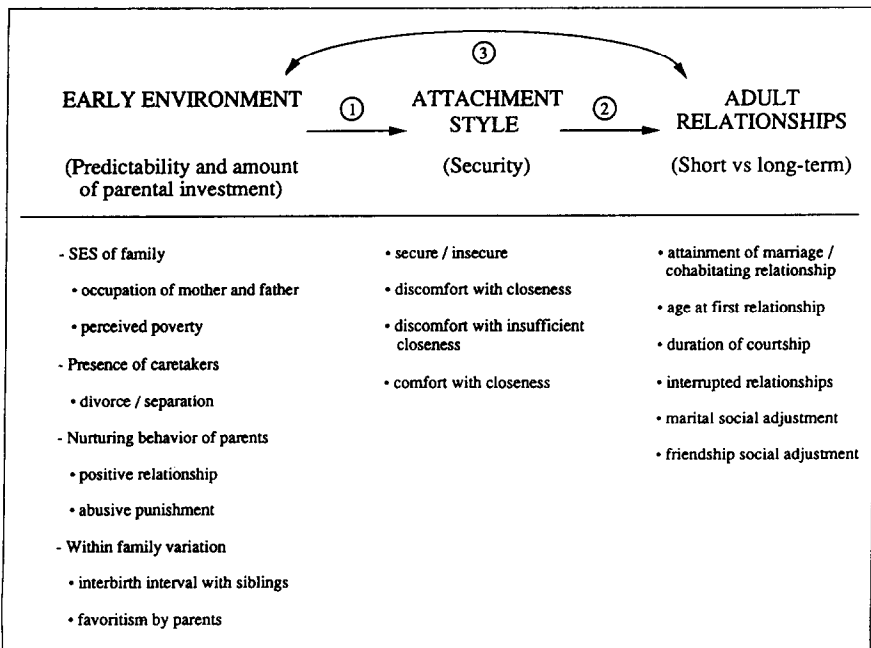 ③
EARLY ENVIRONMENT
①
ATTACHMENT
STYLE
②
ADULT
RELATIONSHIPS
(Predictability and amount
of parental investment)
(Security)
(Short vs long-term)
- SES of family
• occupation of mother and father
• perceived poverty
- Presence of caretakers
• divorce / separation
- Nurturing behavior of parents
• positive relationship
• abusive punishment
- Within family variation
• interbirth interval with siblings
• favoritism by parents
• secure / insecure
• discomfort with closeness
• discomfort with insufficient
closeness
• comfort with closeness
• attainment of marriage /
cohabitating relationship
• age at first relationship
• duration of courtship
• interrupted relationships
• marital social adjustment
• friendship social adjustment